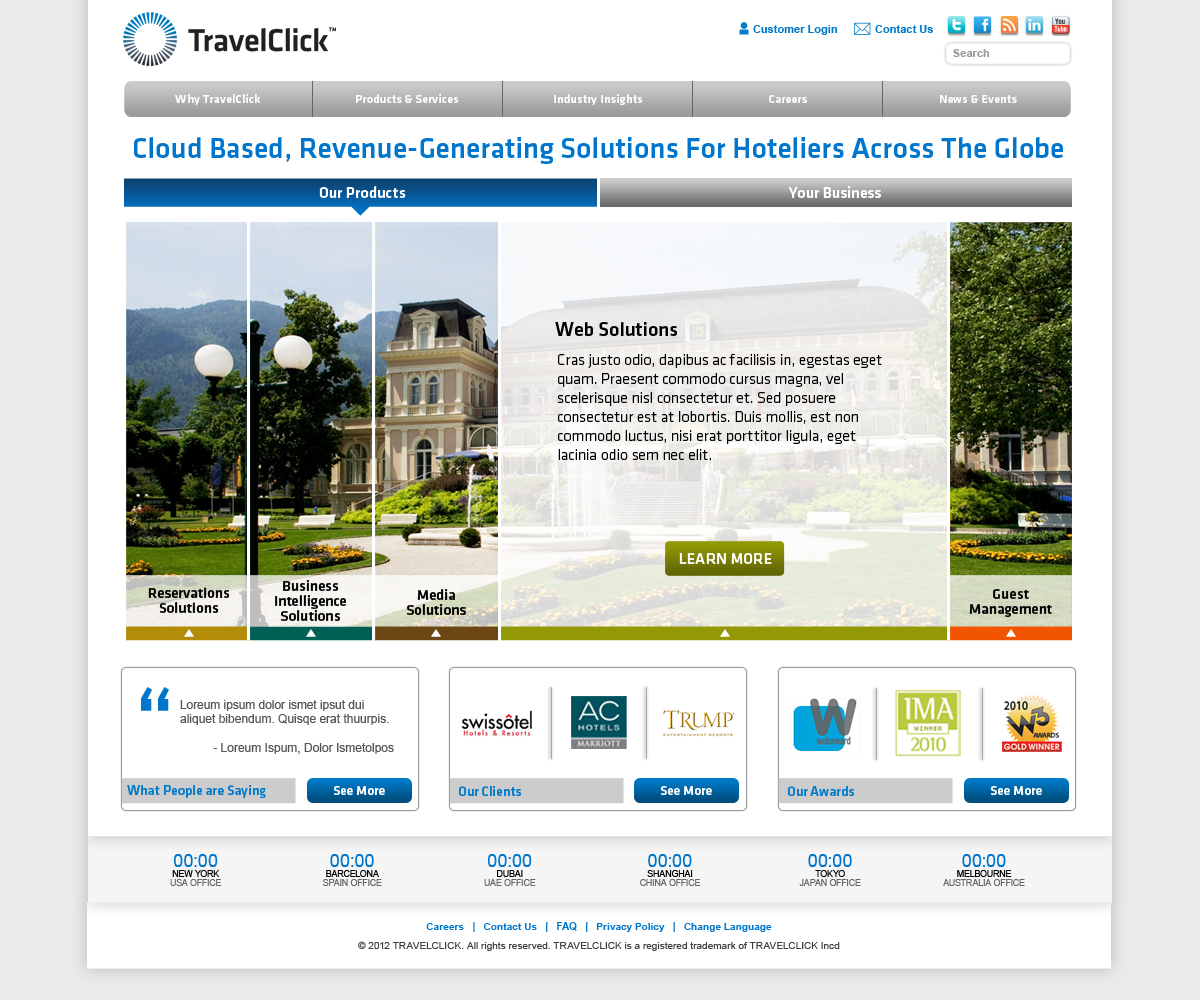 TravelClick™
Customer Login
Contact Us
You
Tube
Search
Why TravelClick
Products & Services
Industry Insights
Careers
News & Events
Cloud Based, Revenue-Generating Solutions For Hoteliers Across The Globe
Our Products
Your Business
Web Solutions
Cras justo odio, dapibus ac facilisis in, egestas eget
quam. Praesent commodo cursus magna, vel
scelerisque nisl consectetur et. Sed posuere
consectetur est at lobortis. Duis mollis, est non
commodo luctus, nisi erat porttitor ligula, eget
lacinia odio sem nec elit.
LEARN MORE
Reservations
Solutions
Business
Intelligence
Solutions
Media
Solutions
Guest
Management
Lorem ipsum dolor ismet ipsut dui
aliquet bibendum. Quisqe erat thuurpis.
- Loreum Ispum, Dolor Ismetolpos
What People are Saying
See More
swissôtel
Hotels & Resorts
AC
HOTELS
MARRIOTT
TRUMP
ENTERTAINMENT RESORTS
Our Clients
See More
W
webaward
IMA
WINNER
2010
2010
W3
AWARDS
GOLD WINNER
Our Awards
See More
00:00
NEW YORK
USA OFFICE
00:00
BARCELONA
SPAIN OFFICE
00:00
DUBAI
UAE OFFICE
00:00
SHANGHAI
CHINA OFFICE
00:00
TOKYO
JAPAN OFFICE
00:00
MELBOURNE
AUSTRALIA OFFICE
Careers | Contact Us | FAQ | Privacy Policy | Change Language
© 2012 TRAVELCLICK. All rights reserved. TRAVELCLICK is a registered trademark of TRAVELCLICK Incd